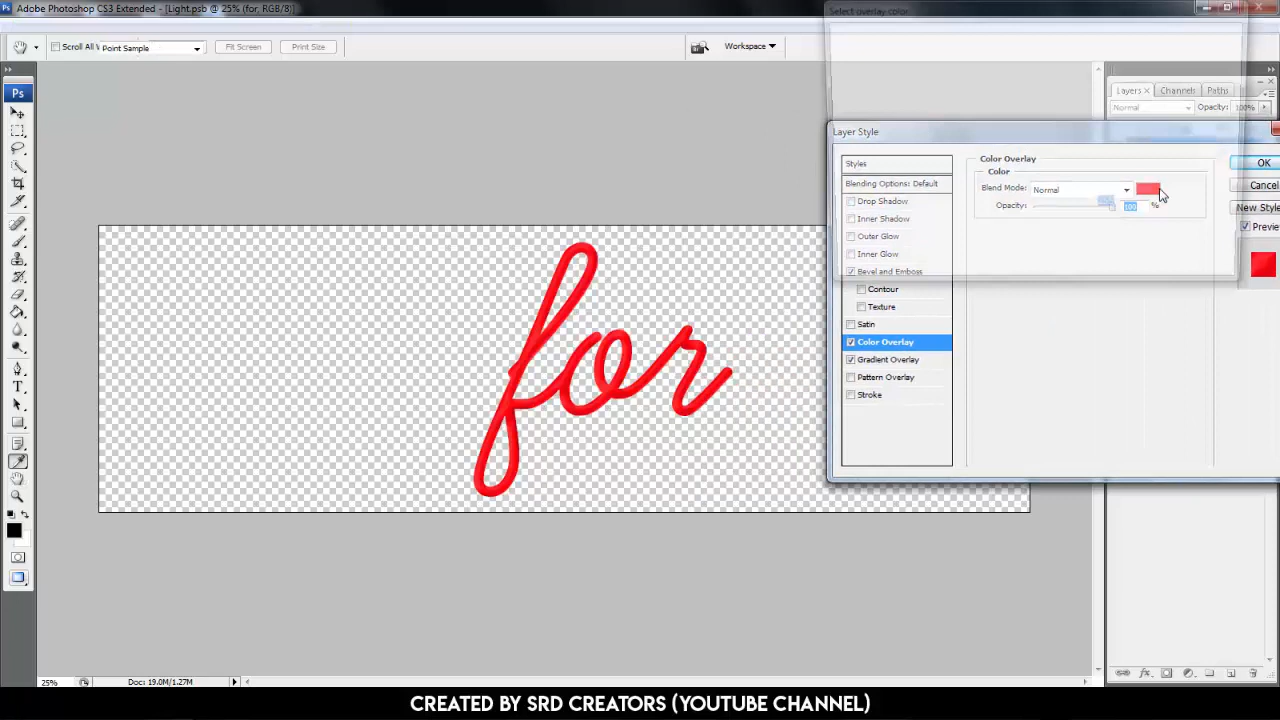 Adobe Photoshop CS3 Extended - [Light.psb @ 25% (for, RGB/8)]
Select overlay color:
Point Sample
Fit Screen
Print Size
Workspace
Layers
Channels
Paths
Normal
Opacity: 100%
Ps
Layer Style
Styles
Blending Options: Default
Drop Shadow
Inner Shadow
Outer Glow
Inner Glow
Bevel and Emboss
Contour
Texture
Satin
Color Overlay
Gradient Overlay
Pattern Overlay
Stroke
Color Overlay
Color
Blend Mode: Normal
Opacity: 100 %
OK
Cancel
New Style
Preview
for
25%
Doc: 19.0M/1.27M
CREATED BY SRD CREATORS (YOUTUBE CHANNEL)